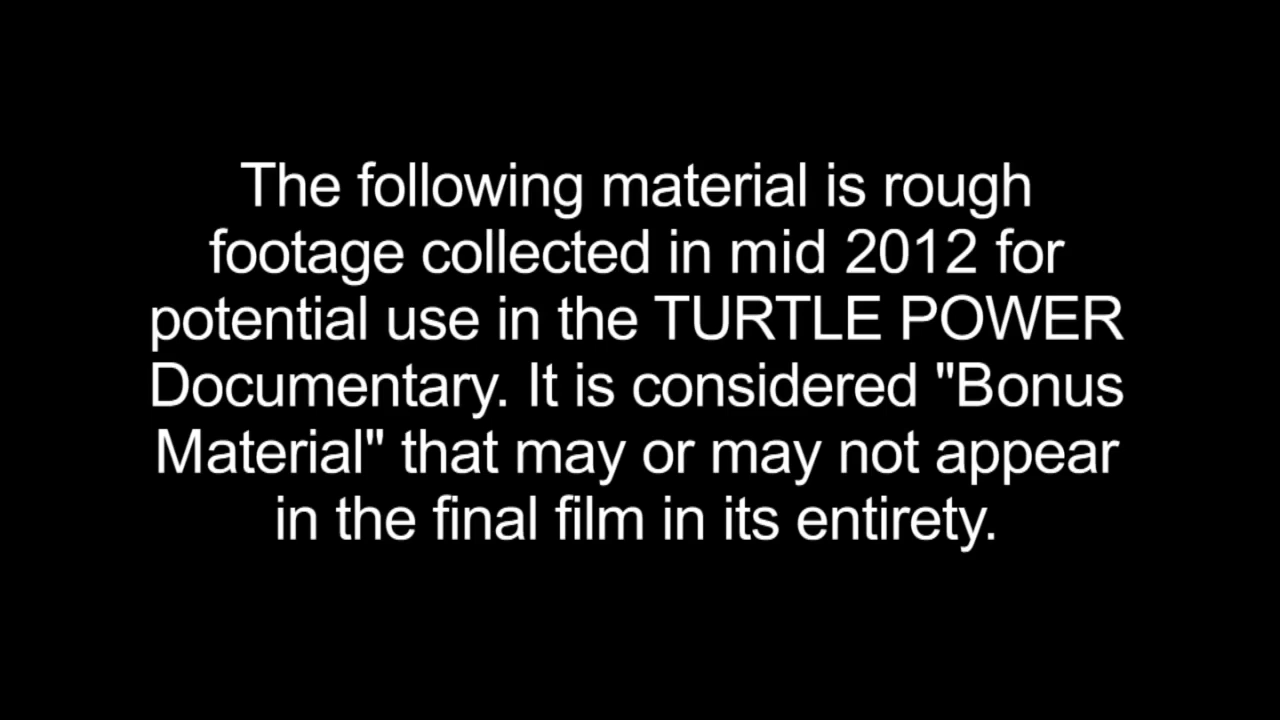 The following material is rough
footage collected in mid 2012 for
potential use in the TURTLE POWER
Documentary. It is considered "Bonus
Material" that may or may not appear
in the final film in its entirety.